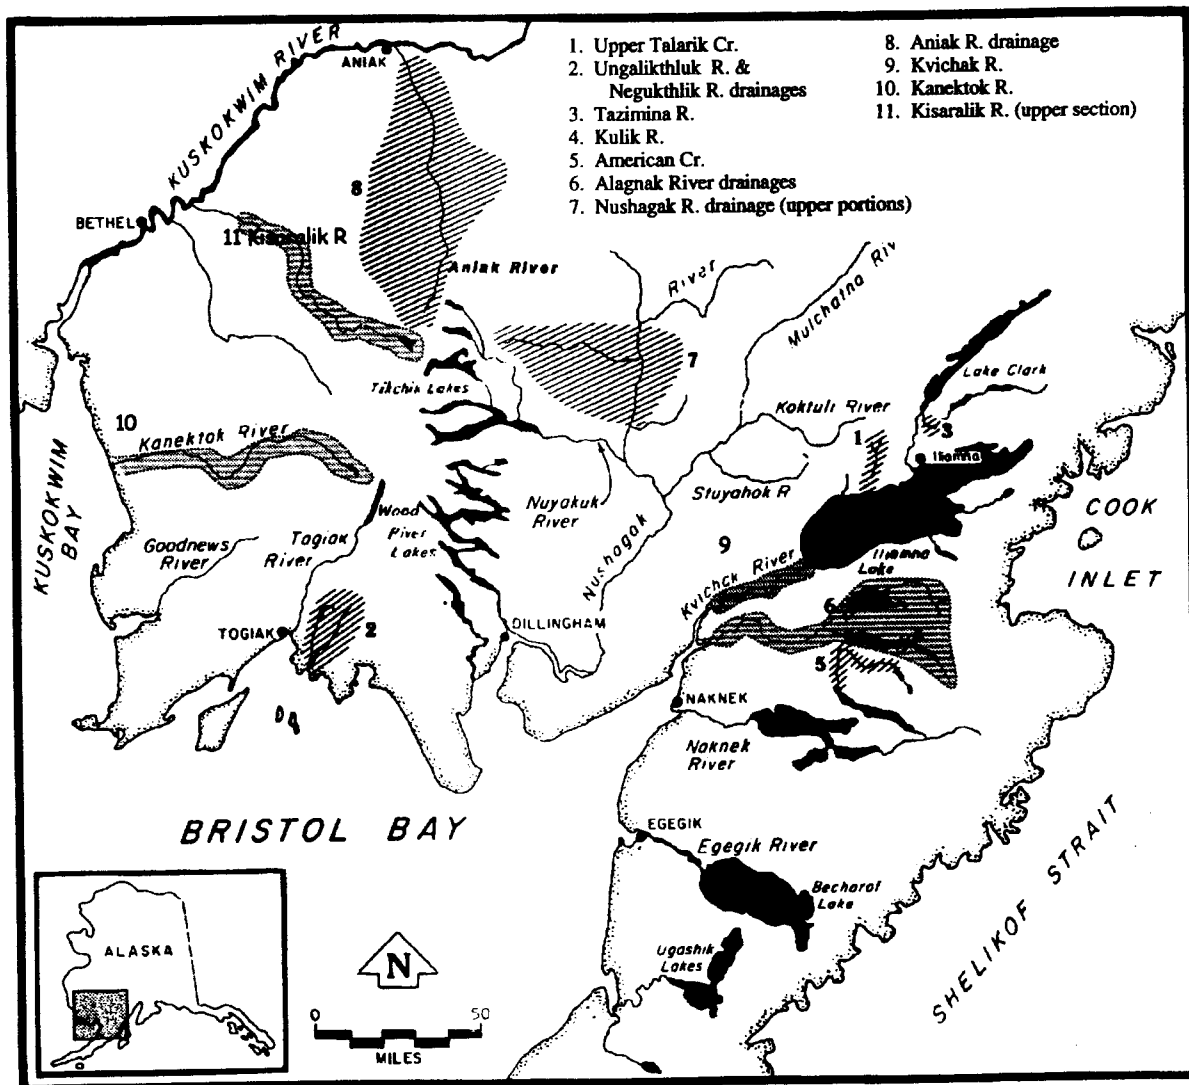 1. Upper Talarik Cr.
2. Ungalikthluk R. &
Negukthlik R. drainages
3. Tazimina R.
4. Kulik R.
5. American Cr.
6. Alagnak River drainages
7. Nushagak R. drainage (upper portions)
8. Aniak R. drainage
9. Kvichak R.
10. Kanektok R.
11. Kisaralik R. (upper section)
KUSKOKWIM RIVER
ANIAK
8
BETHEL
11 Kisaralik R
Aniak River
River
Mulchatna Riv
7
Lake Clark
Tikchik Lakes
10
Kanektok River
Koktuli River
1
3
Iliamna
KUSKOKWIM
BAY
Wood
River
Lakes
Nuyakuk
River
Stuyahok R
COOK
INLET
Goodnews
River
Togiak
River
Nushagak
9
Kvichak River
Iliamna
Lake
6
TOGIAK
2
DILLINGHAM
5
NAKNEK
Naknek
River
BRISTOL BAY
EGEGIK
Egegik River
Becharof
Lake
Ugashik
Lakes
SHELIKOF STRAIT
ALASKA
N
0 50
MILES